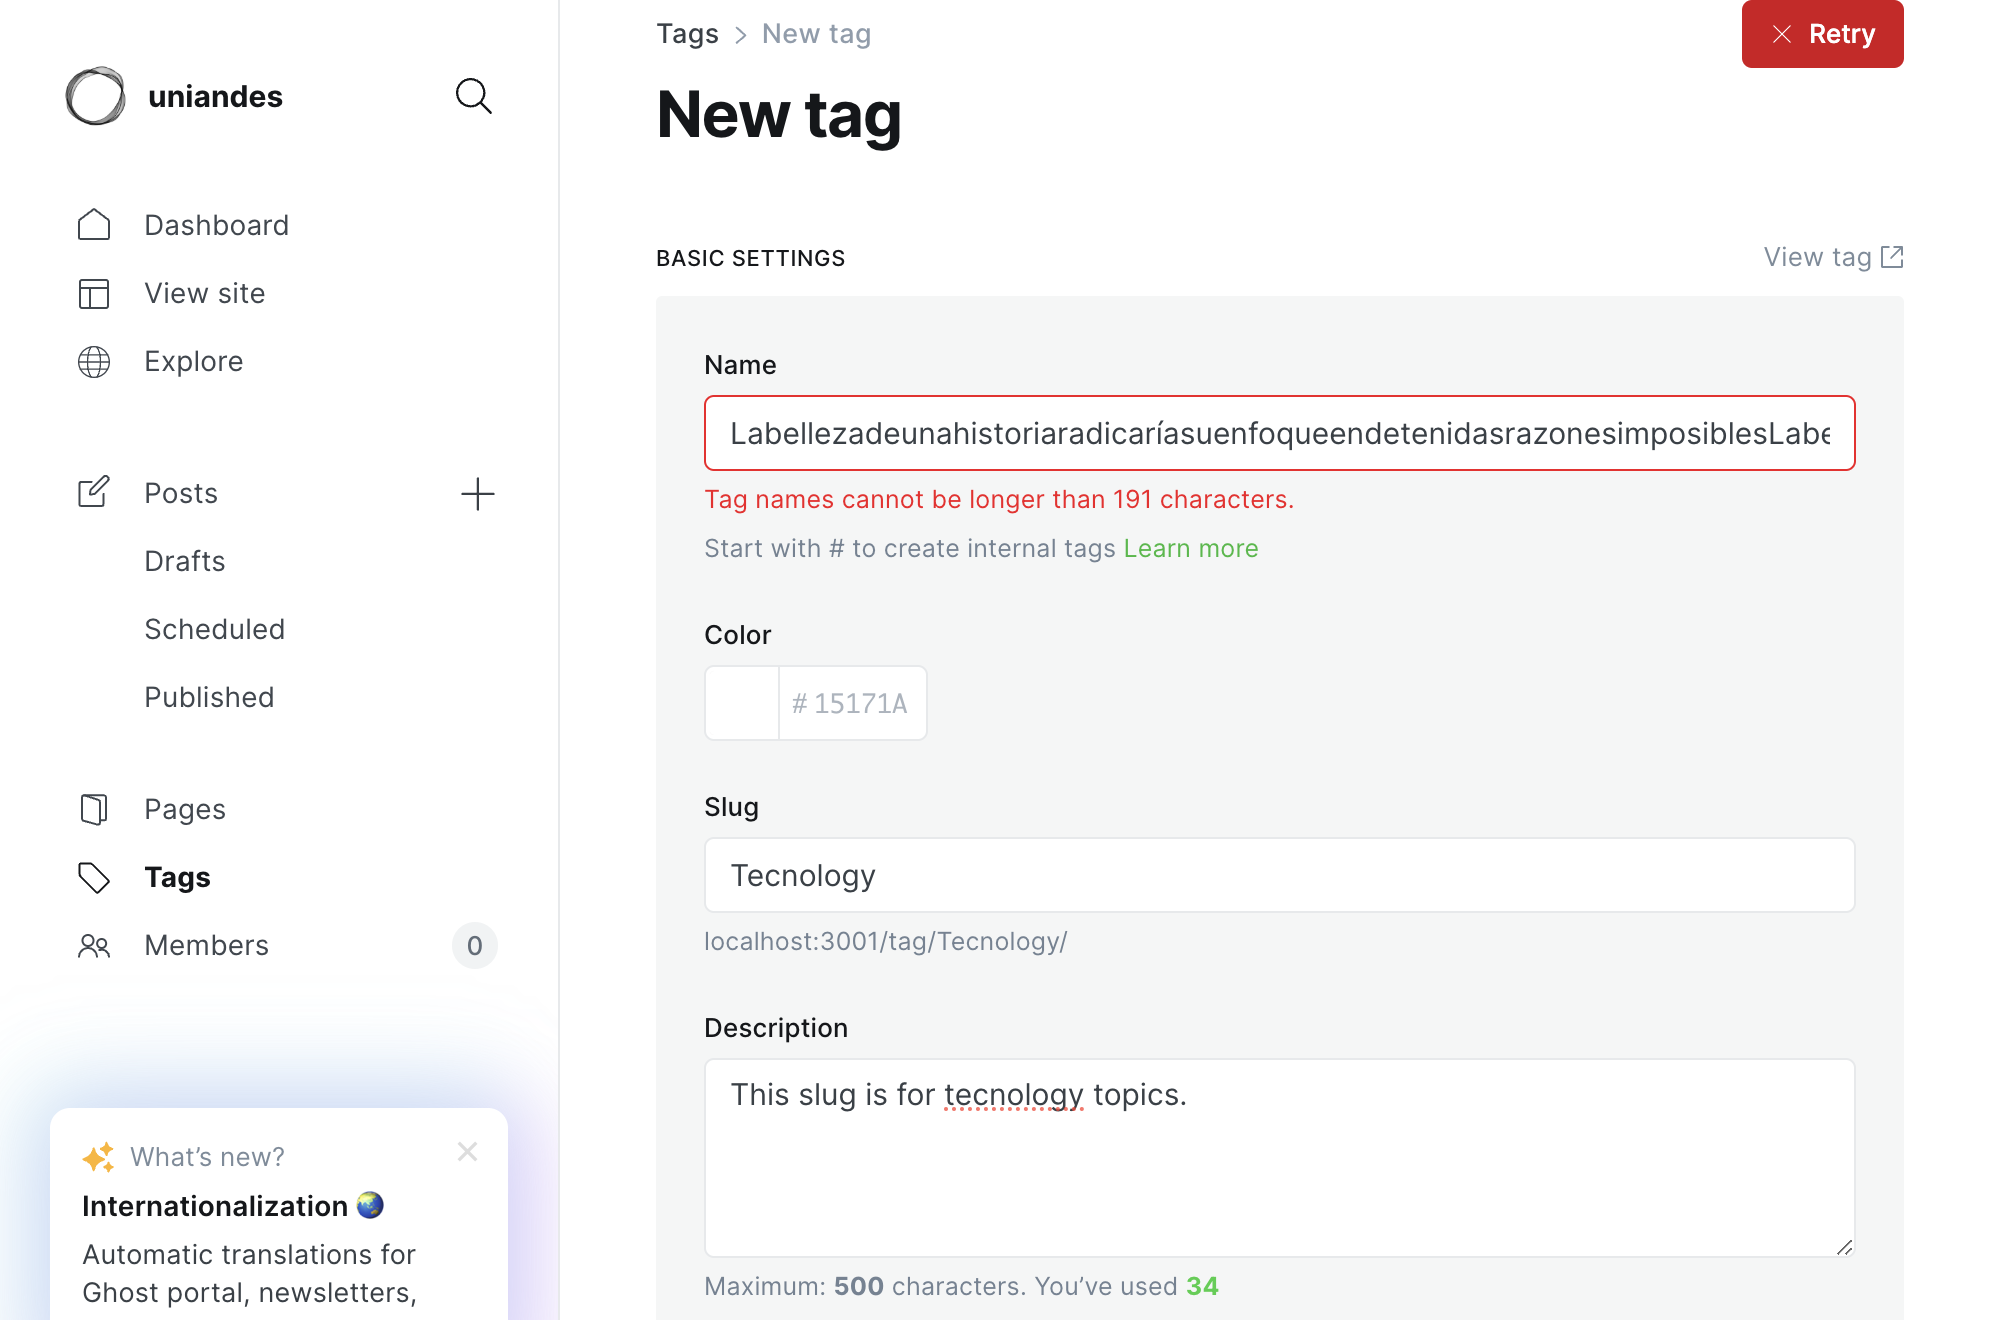 uniandes
Dashboard
View site
Explore
Posts
Drafts
Scheduled
Published
Pages
Tags
Members 0
What's new?
Internationalization
Automatic translations for
Ghost portal, newsletters,
Tags > New tag
Retry
New tag
BASIC SETTINGS
View tag
Name
LabellezadeunahistoriaradicaríasuenfoqueendetenidasrazonesimposiblesLabe
Tag names cannot be longer than 191 characters.
Start with # to create internal tags Learn more
Color
# 15171A
Slug
Tecnology
localhost:3001/tag/Tecnology/
Description
This slug is for tecnology topics.
Maximum: 500 characters. You've used 34